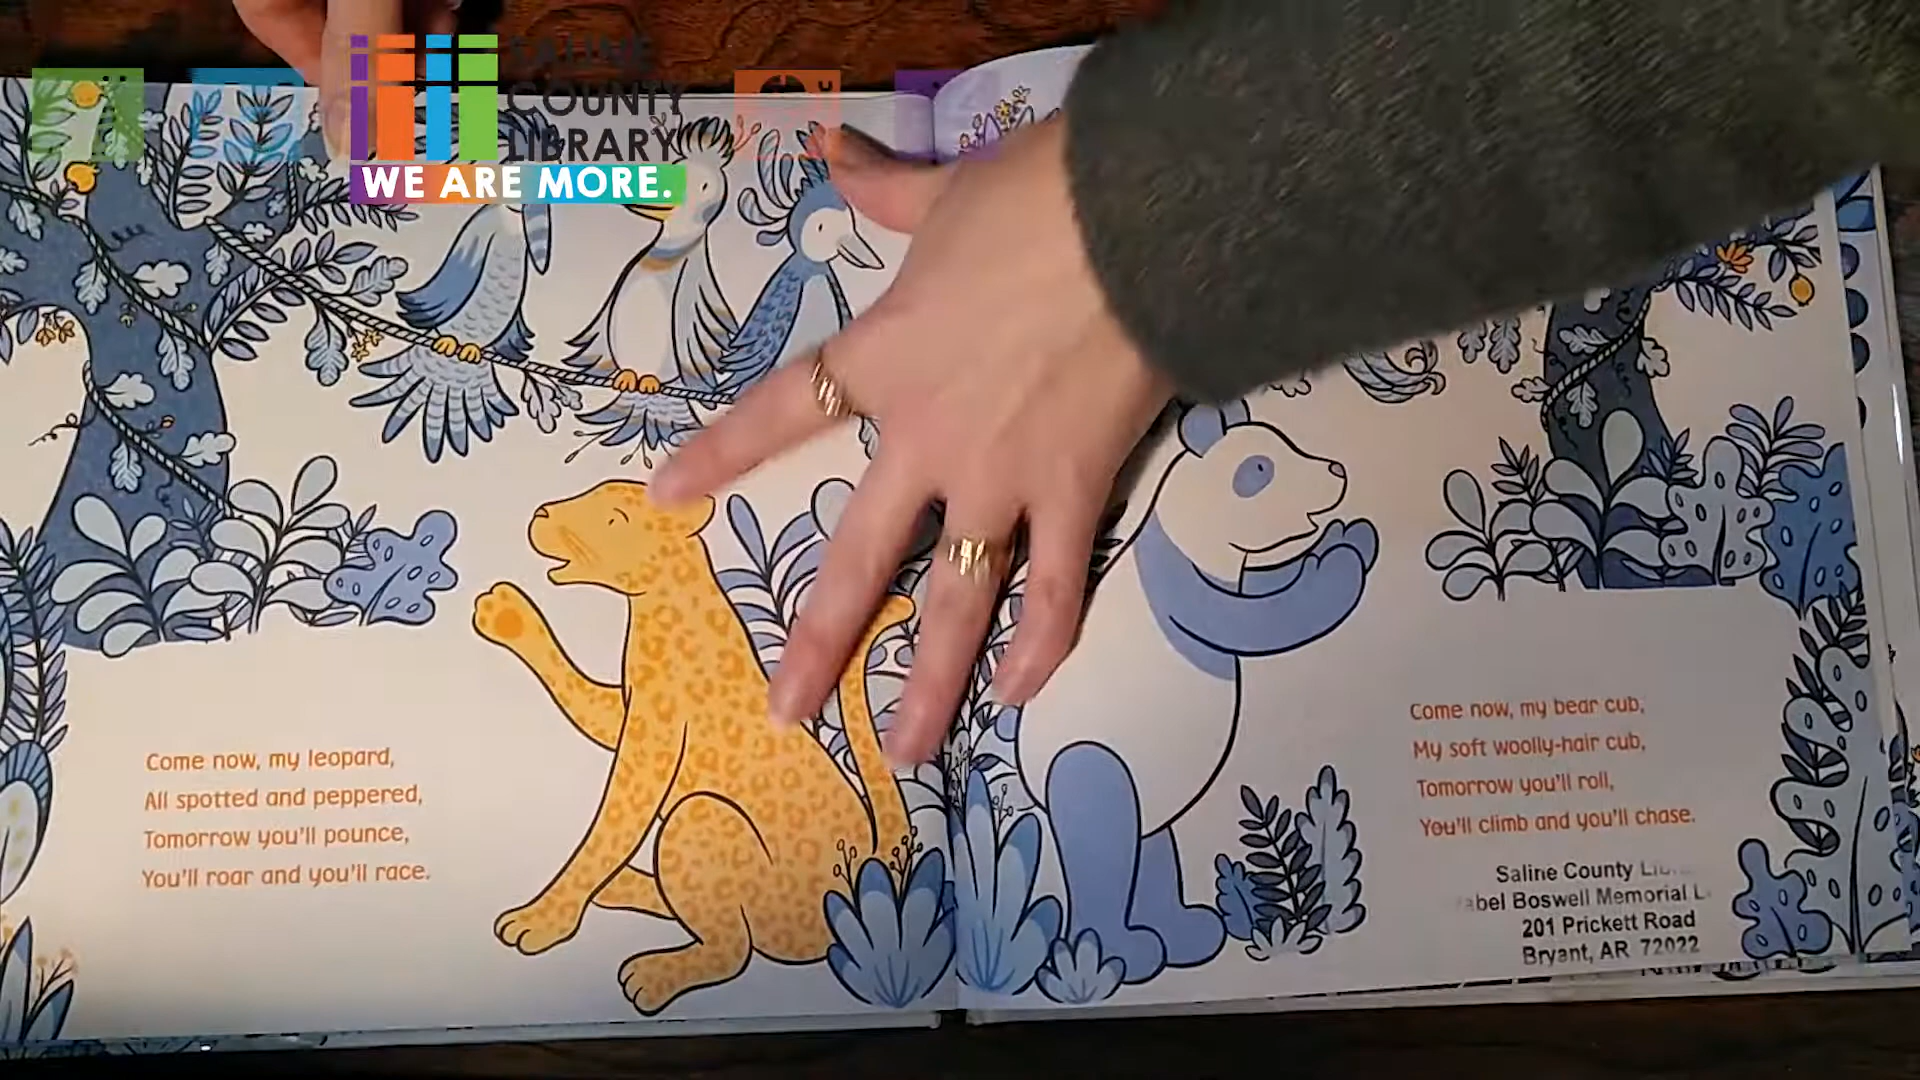 SALINE
COUNTY
LIBRARY
WE ARE MORE.
Come now, my leopard,
All spotted and peppered,
Tomorrow you'll pounce,
You'll roar and you'll race.
Come now, my bear cub,
My soft woolly-hair cub,
Tomorrow you'll roll,
You'll climb and you'll chase.
Saline County
Boswell Memorial
201 Prickett Road
Bryant, AR 72022